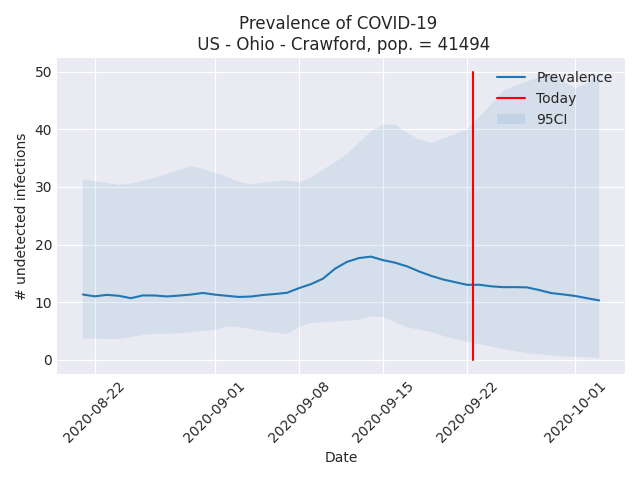 Prevalence of COVID-19
US - Ohio - Crawford, pop. = 41494
Prevalence
Today
95CI
# undetected infections
50
40
30
20
10
0
2020-08-22
2020-09-01
2020-09-08
2020-09-15
2020-09-22
2020-10-01
Date